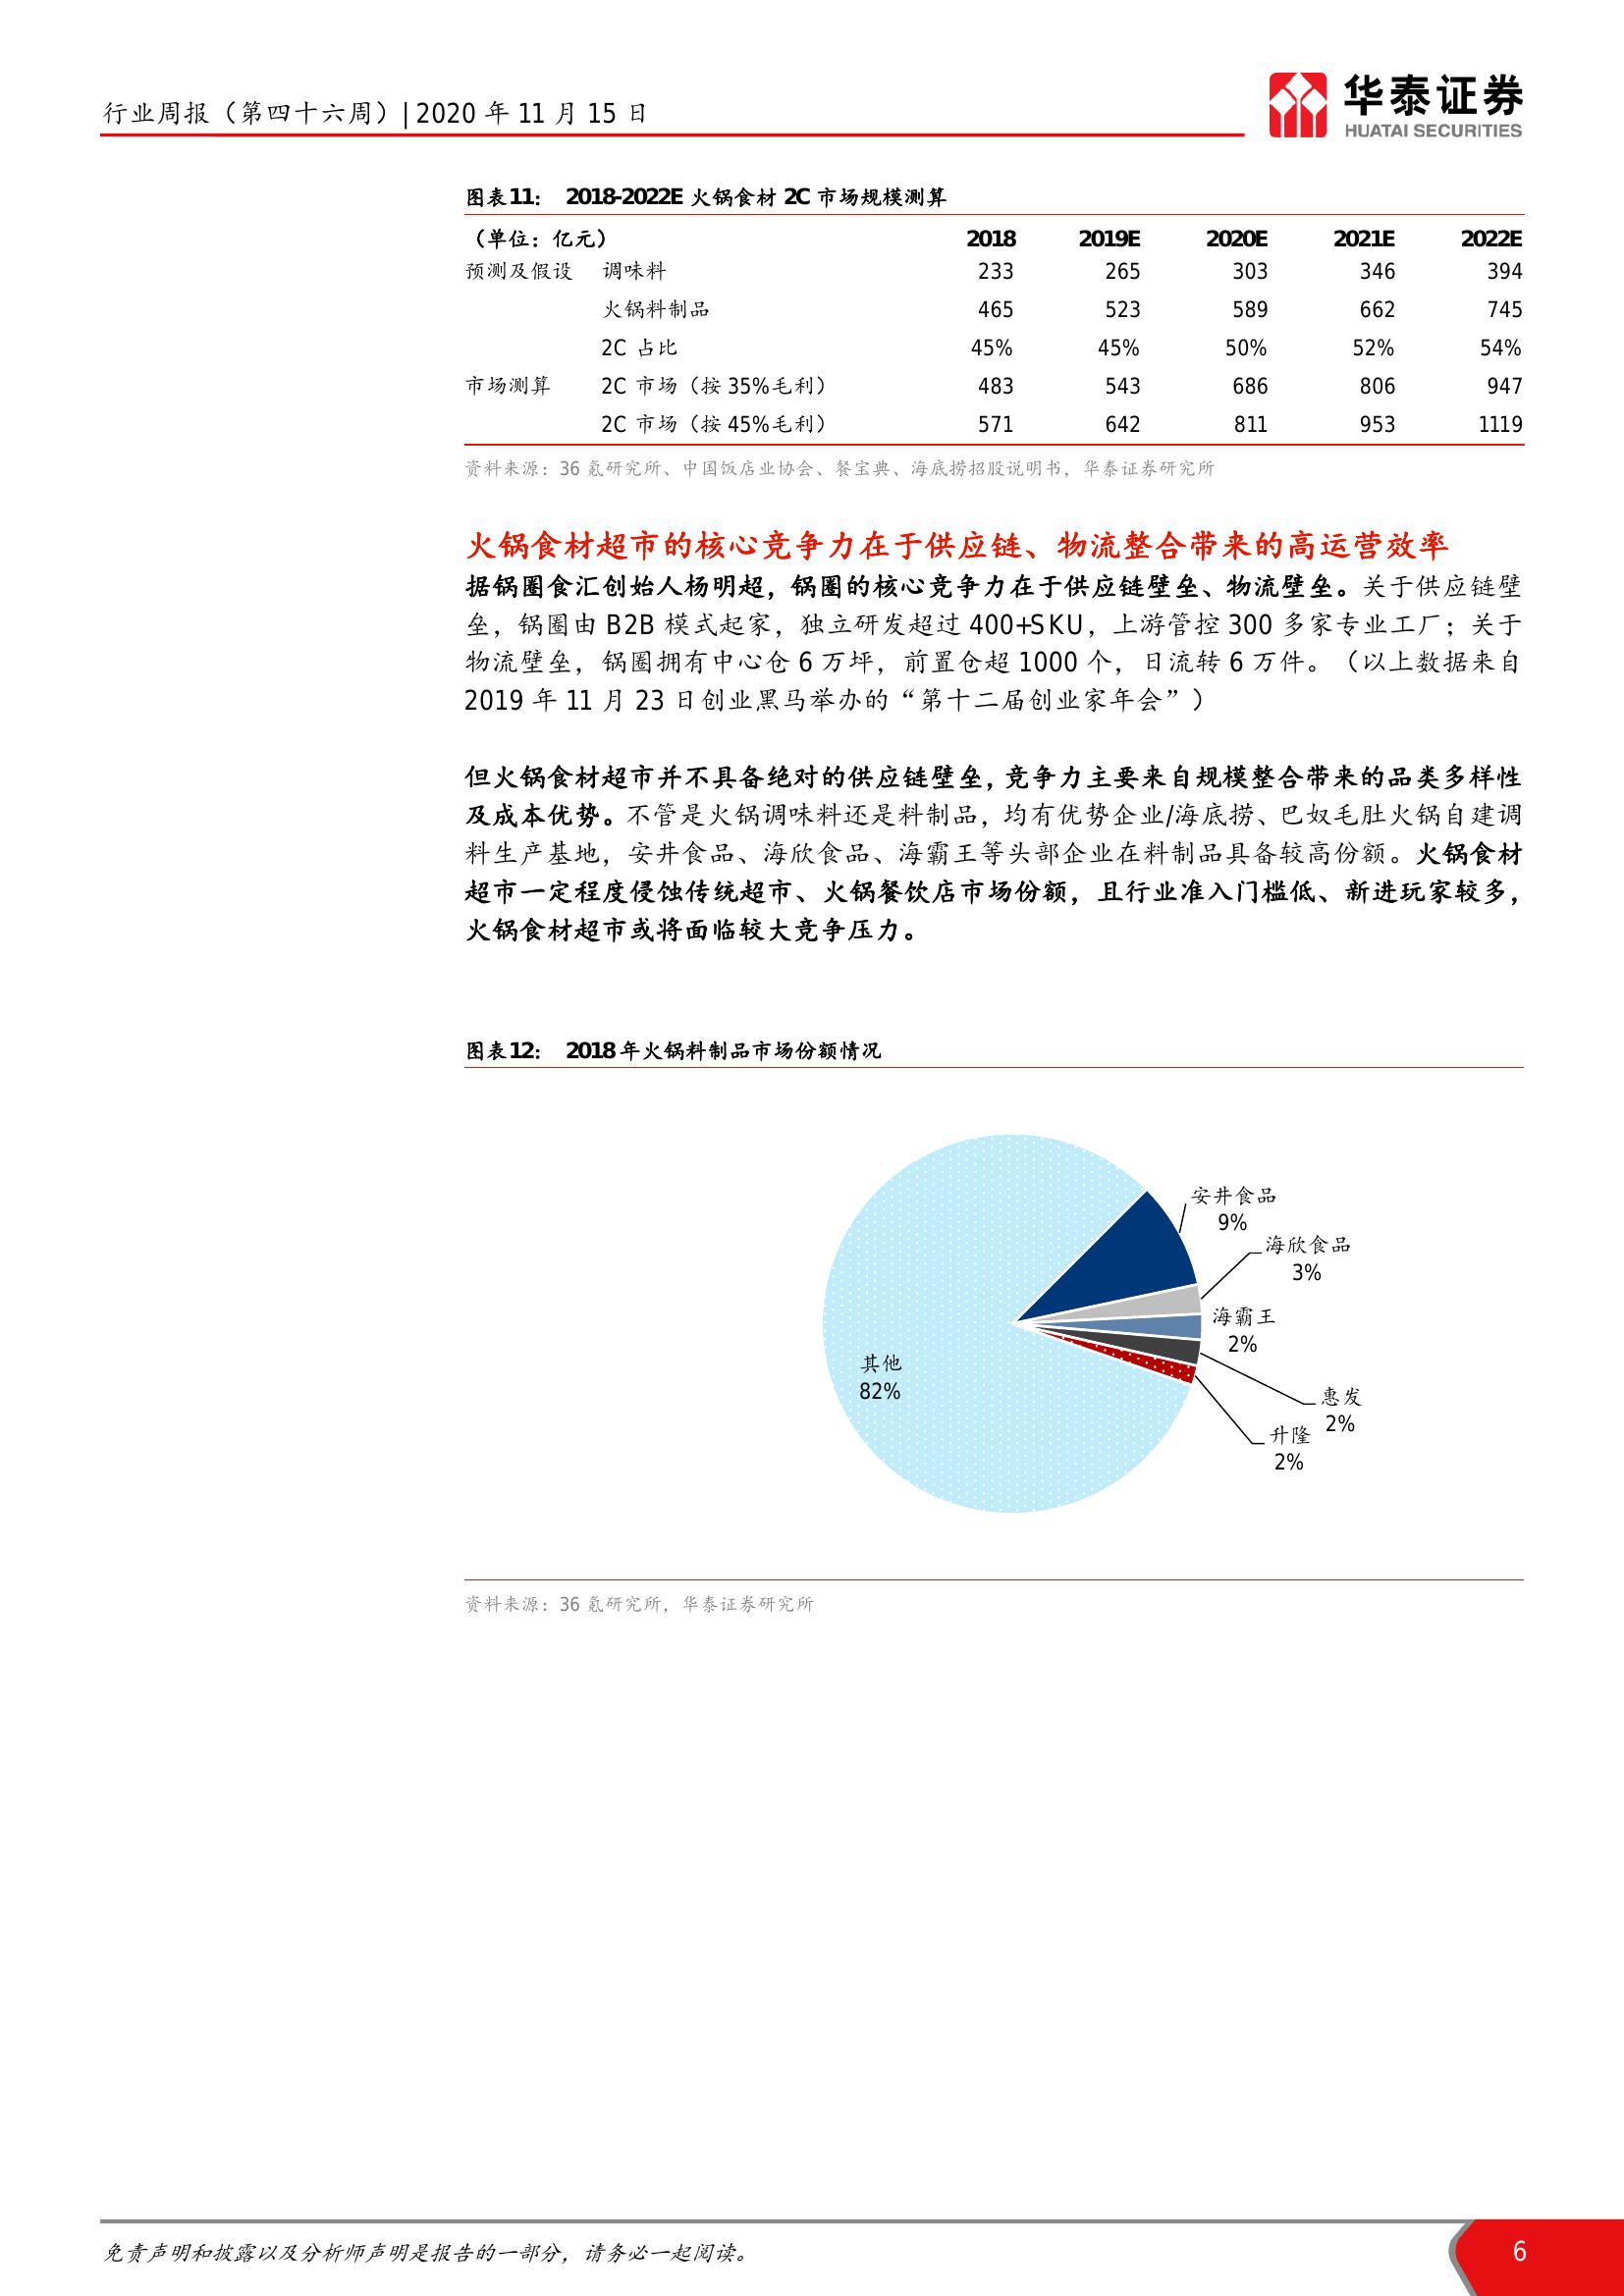 行业周报（第四十六周）| 2020 年 11 月 15 日
华泰证券
HUATAI SECURITIES
图表11： 2018-2022E 火锅食材 2C 市场规模测算
（单位：亿元） 2018 2019E 2020E 2021E 2022E
预测及假设 调味料 233 265 303 346 394
火锅料制品 465 523 589 662 745
2C 占比 45% 45% 50% 52% 54%
市场测算 2C 市场（按 35%毛利） 483 543 686 806 947
2C 市场（按 45%毛利） 571 642 811 953 1119
资料来源：36 氪研究所、中国饭店业协会、餐宝典、海底捞招股说明书，华泰证券研究所
火锅食材超市的核心竞争力在于供应链、物流整合带来的高运营效率
据锅圈食汇创始人杨明超，锅圈的核心竞争力在于供应链壁垒、物流壁垒。关于供应链壁
垒，锅圈由 B2B 模式起家，独立研发超过 400+SKU，上游管控 300 多家专业工厂；关于
物流壁垒，锅圈拥有中心仓 6 万坪，前置仓超 1000 个，日流转 6 万件。（以上数据来自
2019 年 11 月 23 日创业黑马举办的“第十二届创业家年会”）
但火锅食材超市并不具备绝对的供应链壁垒，竞争力主要来自规模整合带来的品类多样性
及成本优势。不管是火锅调味料还是料制品，均有优势企业/海底捞、巴奴毛肚火锅自建调
料生产基地，安井食品、海欣食品、海霸王等头部企业在料制品具备较高份额。火锅食材
超市一定程度侵蚀传统超市、火锅餐饮店市场份额，且行业准入门槛低、新进玩家较多，
火锅食材超市或将面临较大竞争压力。
图表12： 2018 年火锅料制品市场份额情况
安井食品
9%
海欣食品
3%
海霸王
2%
其他
82%
惠发
2%
升隆
2%
资料来源：36 氪研究所，华泰证券研究所
免责声明和披露以及分析师声明是报告的一部分，请务必一起阅读。
6